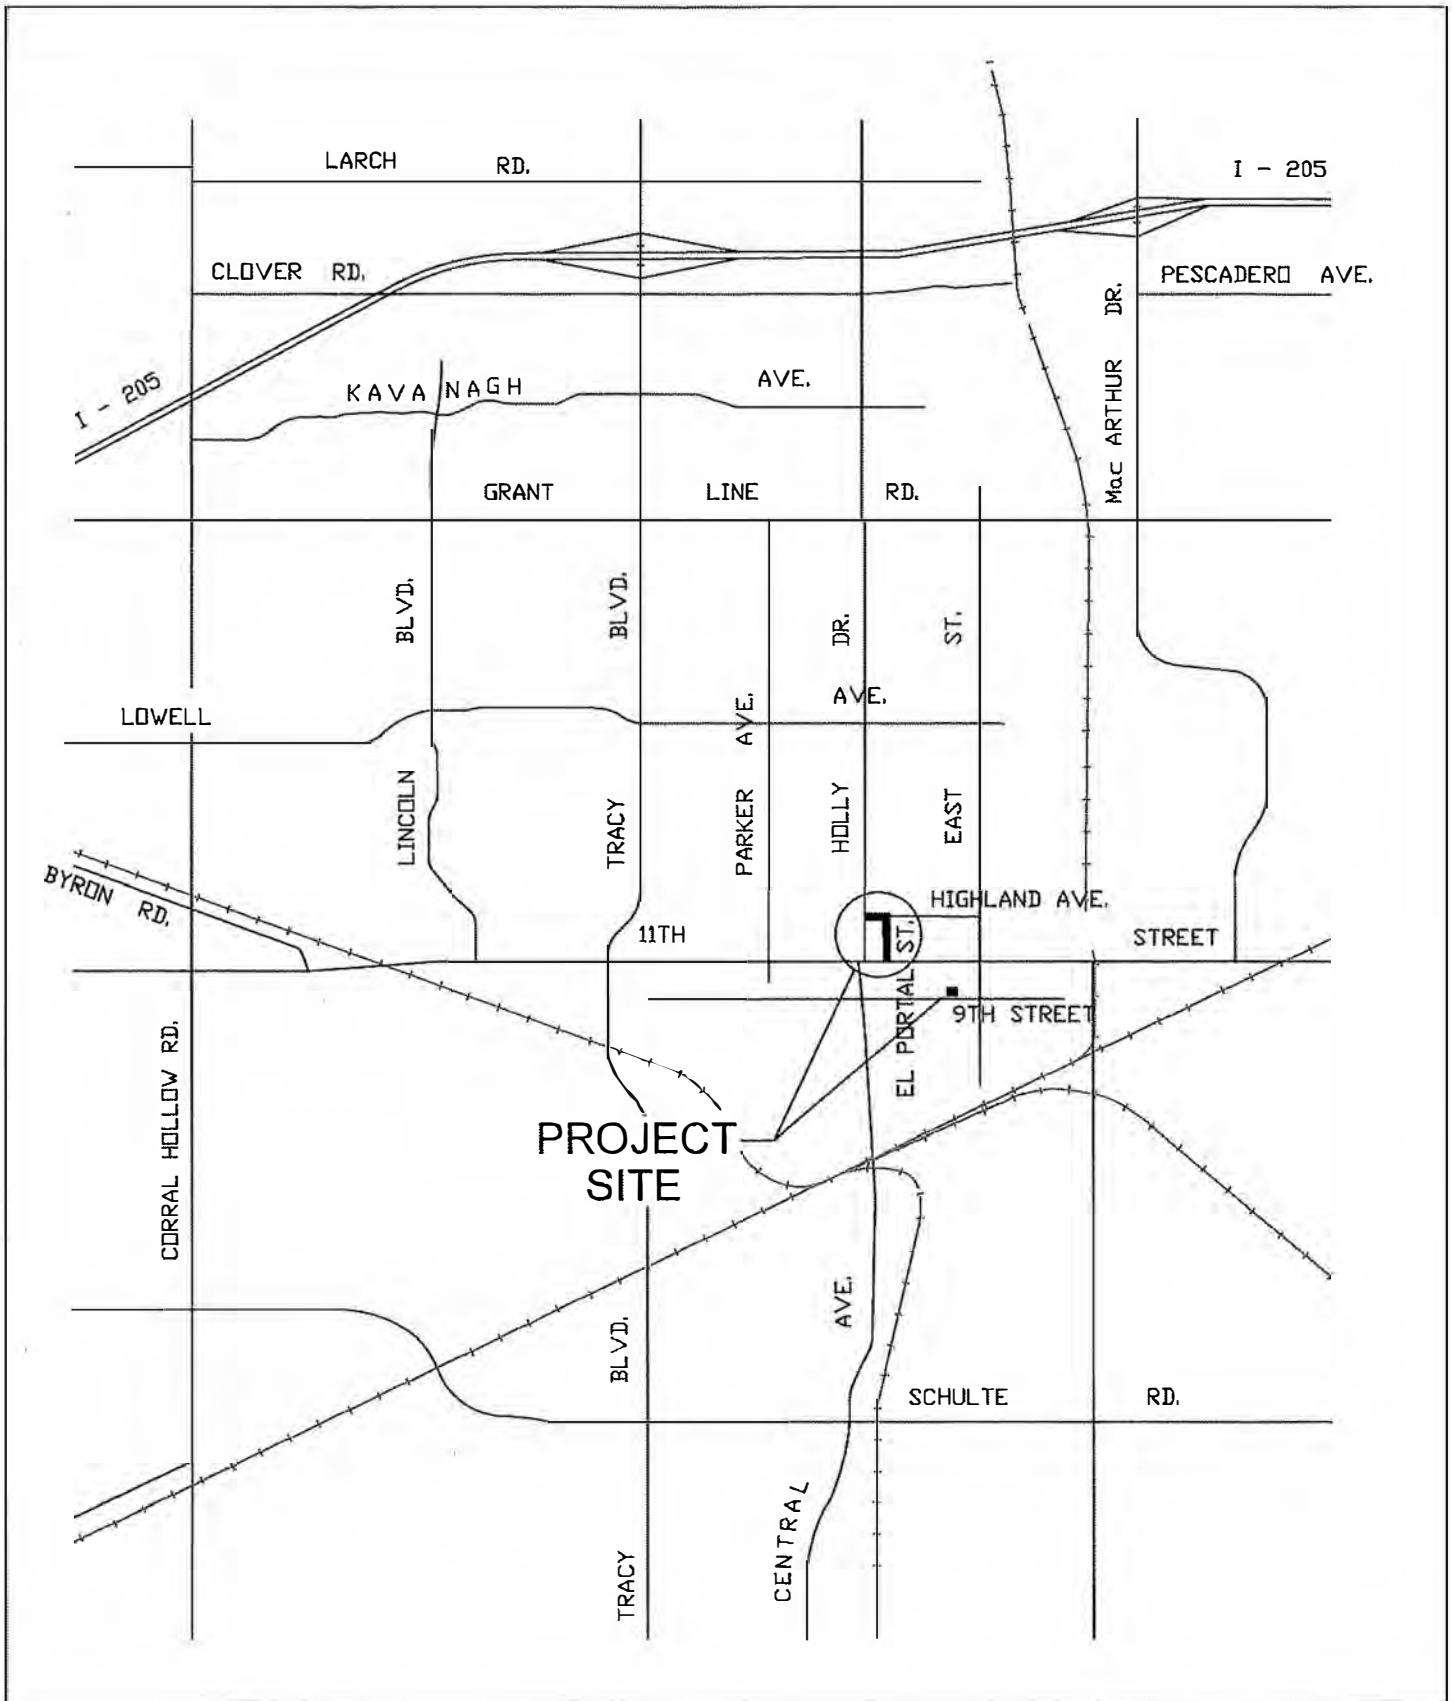 LARCH RD.
I - 205
CLOVER RD.
PESCADERO AVE.
I - 205
KAVANAGH AVE.
Mac ARTHUR DR.
GRANT LINE RD.
LINCOLN BLVD.
TRACY BLVD.
PARKER AVE.
HOLLY DR.
EAST ST.
LOWELL AVE.
BYRON RD.
HIGHLAND AVE.
11TH STREET
EL PORTAL ST.
9TH STREET
CORRAL HOLLOW RD.
PROJECT
SITE
TRACY BLVD.
CENTRAL AVE.
SCHULTE RD.